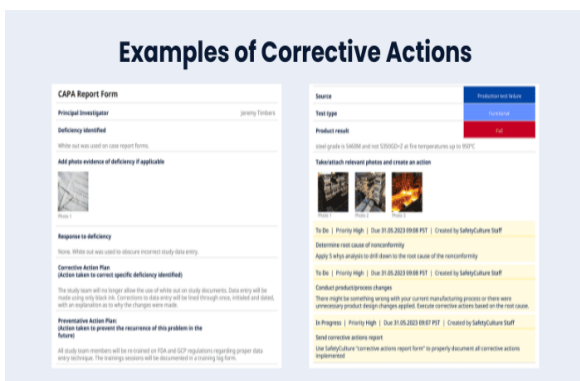 Examples of Corrective Actions
CAPA Report Form
Principal Investigator
Jeremy Timbers
Deficiency Identified
White out was used on case report forms.
Add photo evidence of deficiency if applicable
Photo 1
Response to deficiency
None. White out was used to obscure incorrect study data entry.
Corrective Action Plan
(Action taken to correct specific deficiency identified)
The study team will no longer allow the use of white out on study documents. Data entry will be
made using only black ink. Corrections to data entry will be lined through once, initialed and dated,
with an explanation as to why the changes were made.
Preventative Action Plan:
(Action taken to prevent the recurrence of this problem in the
future)
All study team members will be re-trained on FDA and GCP regulations regarding proper data
entry technique. The trainings sessions will be documented in a training log form.
Source
Production test failure
Test type
Functional
Product result
Fail
steel grade is and not at fire temperatures up to
Take/attach relevant photos and create an action
Photo 1
Photo 2
Photo 3
To Do | Priority High | Due 31.05.2023 09:08 PST | Created by SafetyCulture Staff
Determine root cause of nonconformity
Apply 5 whys analysis to drill down to the root cause of the nonconformity
To Do | Priority High | Due 31.05.2023 09:08 PST | Created by SafetyCulture Staff
Conduct product/process changes
There might be something wrong with your current manufacturing process or there were
unnecessary product design changes applied. Execute corrective actions based on the root cause.
In Progress | Priority High | Due 31.05.2023 09:07 PST | Created by SafetyCulture Staff
Send corrective actions report
Use SafetyCulture "corrective actions report form" to properly document all corrective actions
implemented